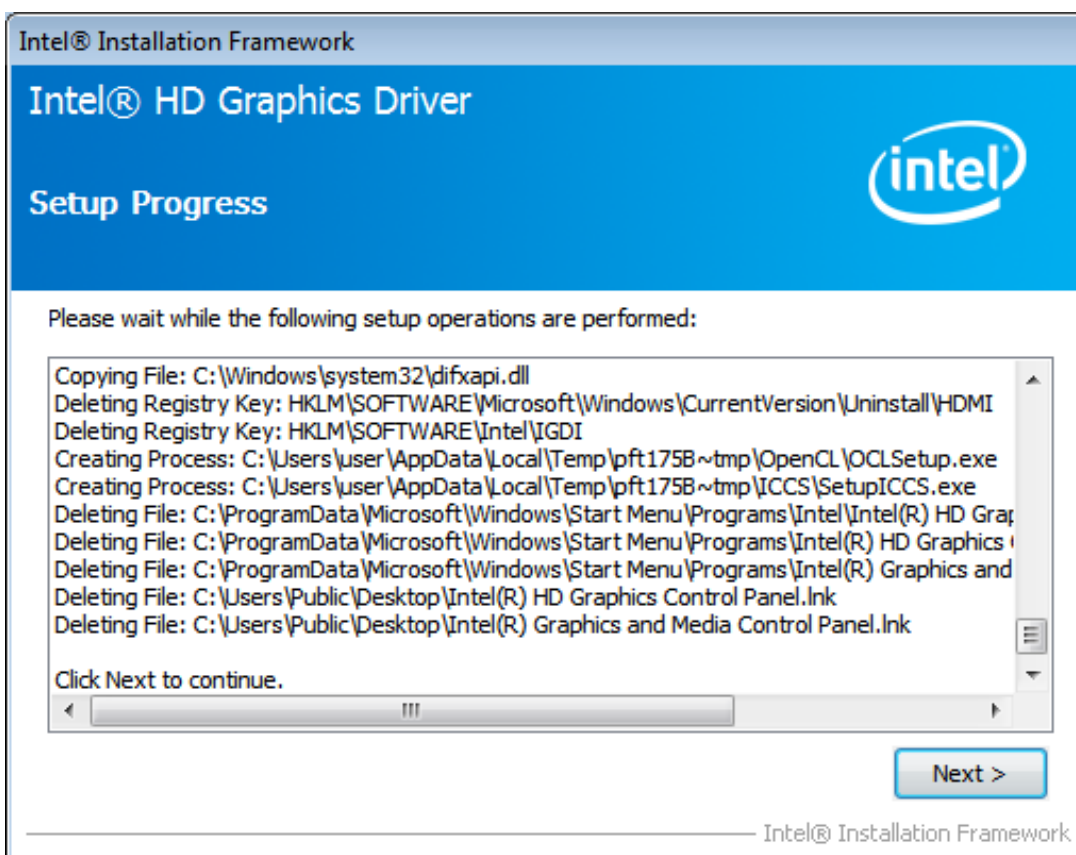 Intel® Installation Framework
Intel® HD Graphics Driver
intel
Setup Progress
Please wait while the following setup operations are performed:
Copying File: C:\Windows\system32\difxapi.dll
Deleting Registry Key: HKLM\SOFTWARE\Microsoft\Windows\CurrentVersion\Uninstall\HDMI
Deleting Registry Key: HKLM\SOFTWARE\Intel\IGDI
Creating Process: C:\Users\user\AppData\Local\Temp\pft175B~tmp\OpenCL\OCLSetup.exe
Creating Process: C:\Users\user\AppData\Local\Temp\pft175B~tmp\ICCS\SetupICCS.exe
Deleting File: C:\ProgramData\Microsoft\Windows\Start Menu\Programs\Intel\Intel(R) HD Grap
Deleting File: C:\ProgramData\Microsoft\Windows\Start Menu\Programs\Intel(R) HD Graphics
Deleting File: C:\ProgramData\Microsoft\Windows\Start Menu\Programs\Intel(R) Graphics and
Deleting File: C:\Users\Public\Desktop\Intel(R) HD Graphics Control Panel.lnk
Deleting File: C:\Users\Public\Desktop\Intel(R) Graphics and Media Control Panel.lnk
Click Next to continue.
Next >
Intel® Installation Framework